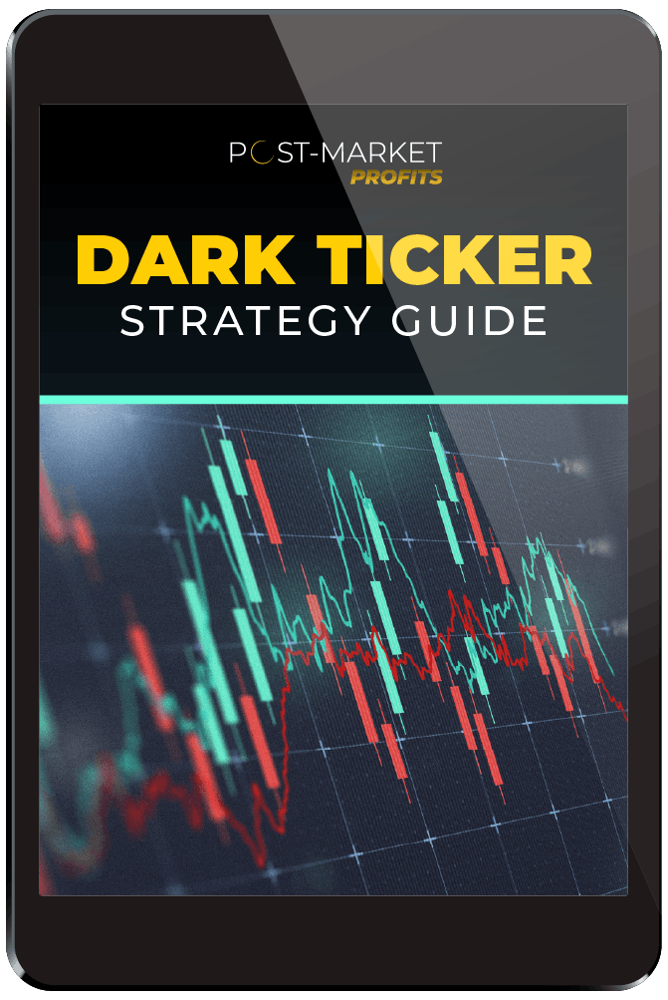 POST-MARKET
PROFITS
DARK TICKER
STRATEGY GUIDE